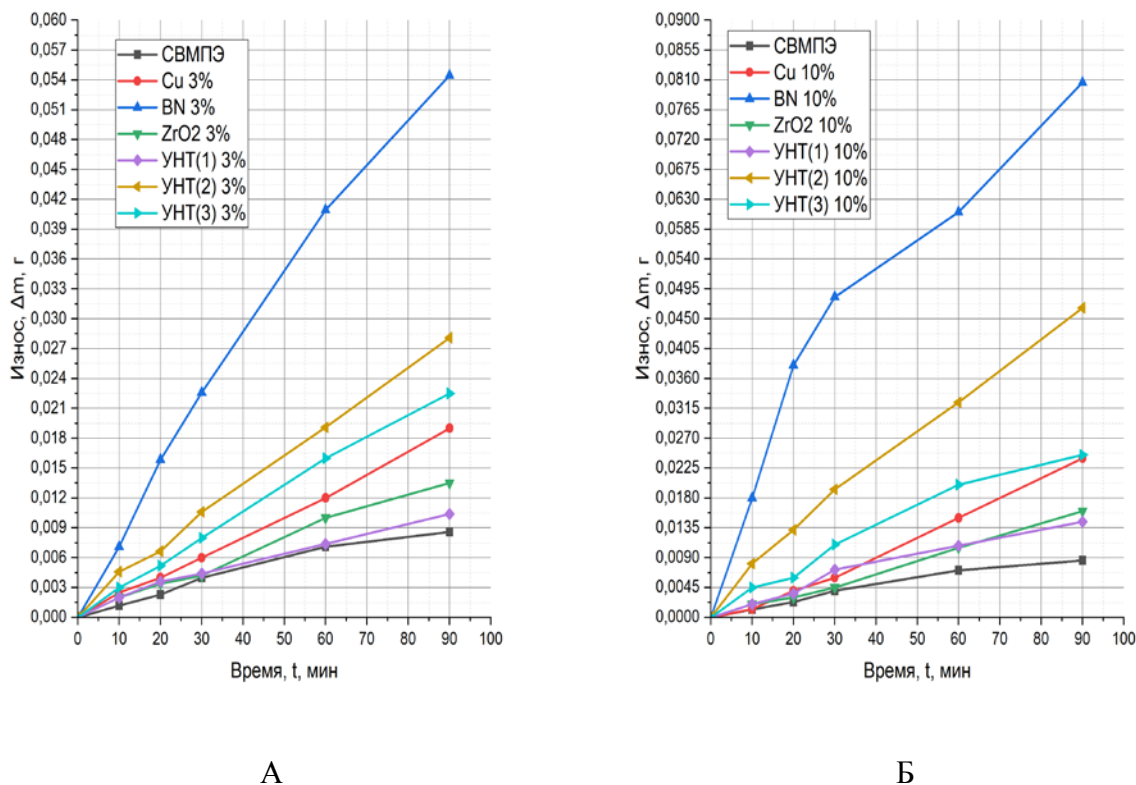 0,060
0,057
0,054
0,051
0,048
0,045
0,042
0,039
0,036
0,033
0,030
0,027
0,024
0,021
0,018
0,015
0,012
0,009
0,006
0,003
0,000
Износ, Δm, г
СВМПЭ
Cu 3%
BN 3%
ZrO2 3%
УНТ(1) 3%
УНТ(2) 3%
УНТ(3) 3%
0 10 20 30 40 50 60 70 80 90 100
Время, t, мин
А
0,0900
0,0855
0,0810
0,0765
0,0720
0,0675
0,0630
0,0585
0,0540
0,0495
0,0450
0,0405
0,0360
0,0315
0,0270
0,0225
0,0180
0,0135
0,0090
0,0045
0,0000
Износ, Δm, г
СВМПЭ
Cu 10%
BN 10%
ZrO2 10%
УНТ(1) 10%
УНТ(2) 10%
УНТ(3) 10%
0 10 20 30 40 50 60 70 80 90 100
Время, t, мин
Б